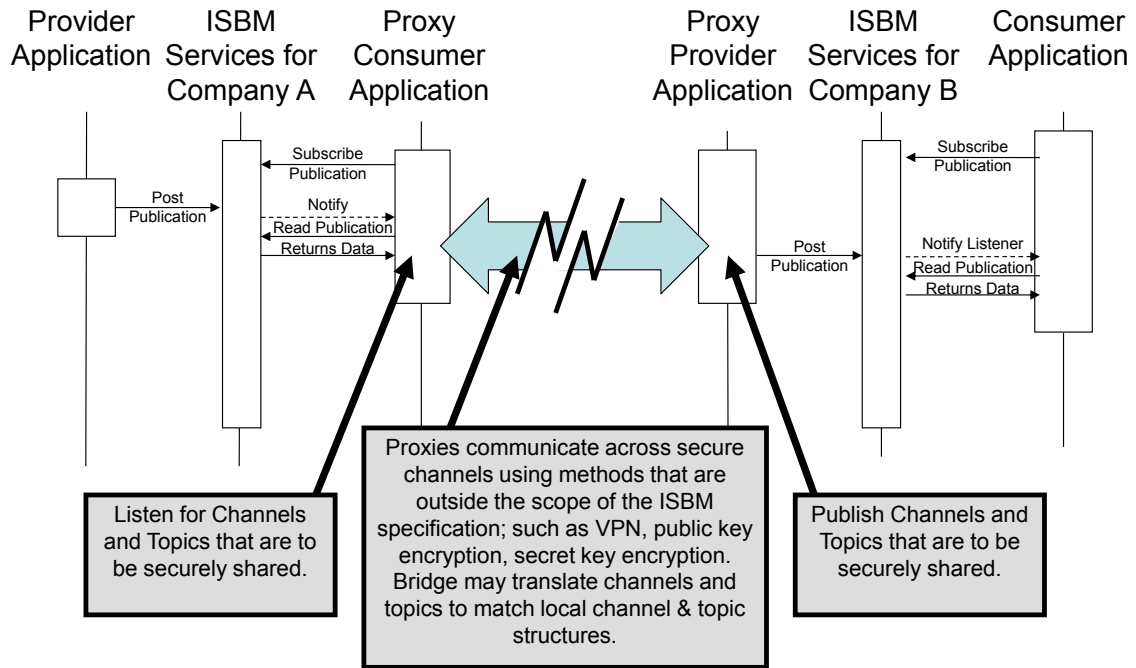 Provider
Application
ISBM
Services for
Company A
Proxy
Consumer
Application
Proxy
Provider
Application
ISBM
Services for
Company B
Consumer
Application
Subscribe
Publication
Post
Publication
Notify
Read Publication
Returns Data
Post
Publication
Subscribe
Publication
Notify Listener
Read Publication
Returns Data
Listen for Channels
and Topics that are to
be securely shared.
Proxies communicate across secure
channels using methods that are
outside the scope of the ISBM
specification; such as VPN, public key
encryption, secret key encryption.
Bridge may translate channels and
topics to match local channel & topic
structures.
Publish Channels and
Topics that are to be
securely shared.